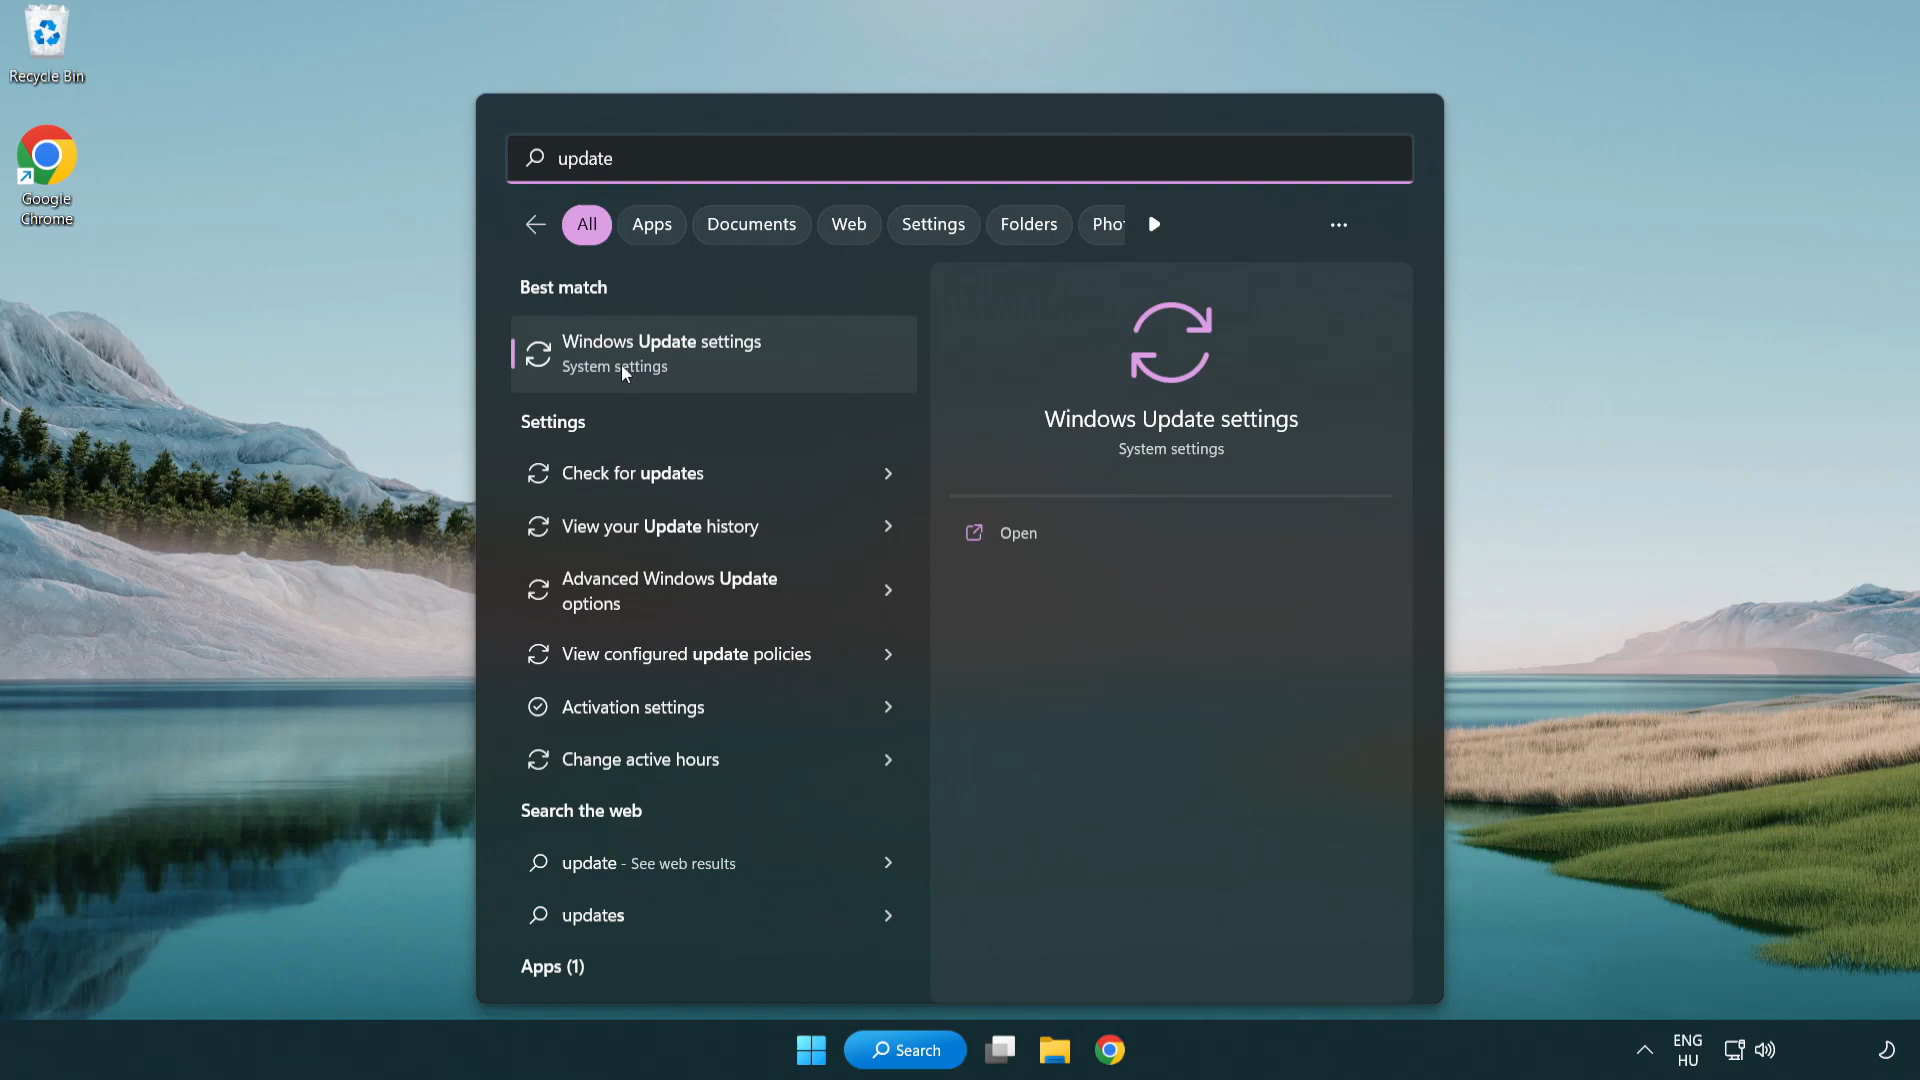 Recycle Bin
Google
Chrome
update
All
Apps
Documents
Web
Settings
Folders
Pho
Best match
Windows Update settings
System settings
Settings
Check for updates
View your Update history
Advanced Windows Update
options
View configured update policies
Activation settings
Change active hours
Search the web
update - See web results
updates
Apps (1)
Windows Update settings
System settings
Open
Search
ENG
HU